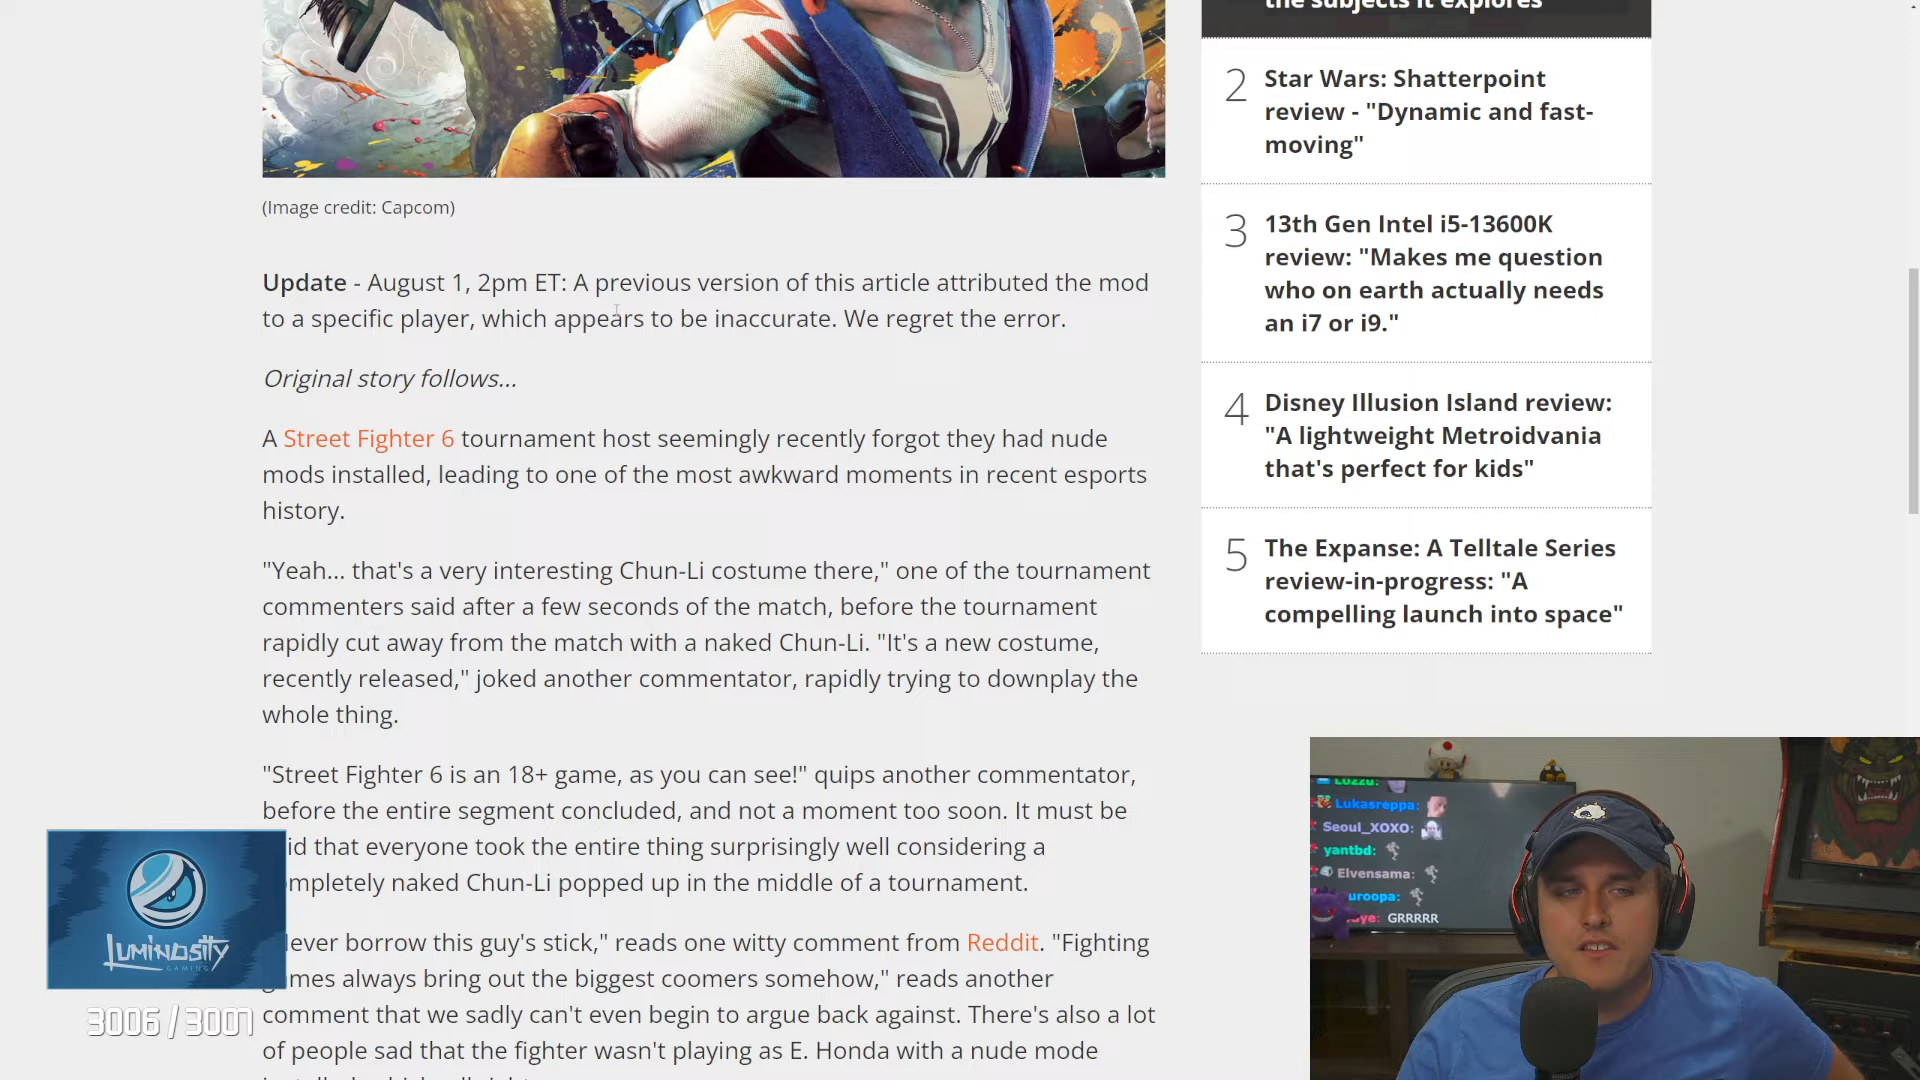 the subjects it explores
2 Star Wars: Shatterpoint
review - "Dynamic and fast-
moving"
3 13th Gen Intel i5-13600K
review: "Makes me question
who on earth actually needs
an i7 or i9."
4 Disney Illusion Island review:
"A lightweight Metroidvania
that's perfect for kids"
5 The Expanse: A Telltale Series
review-in-progress: "A
compelling launch into space"
(Image credit: Capcom)
Update - August 1, 2pm ET: A previous version of this article attributed the mod
to a specific player, which appears to be inaccurate. We regret the error.
Original story follows...
A Street Fighter 6 tournament host seemingly recently forgot they had nude
mods installed, leading to one of the most awkward moments in recent esports
history.
"Yeah... that's a very interesting Chun-Li costume there," one of the tournament
commenters said after a few seconds of the match, before the tournament
rapidly cut away from the match with a naked Chun-Li. "It's a new costume,
recently released," joked another commentator, rapidly trying to downplay the
whole thing.
"Street Fighter 6 is an 18+ game, as you can see!" quips another commentator,
before the entire segment concluded, and not a moment too soon. It must be
id that everyone took the entire thing surprisingly well considering a
mpletely naked Chun-Li popped up in the middle of a tournament.
ever borrow this guy's stick," reads one witty comment from Reddit. "Fighting
mes always bring out the biggest coomers somehow," reads another
comment that we sadly can't even begin to argue back against. There's also a lot
of people sad that the fighter wasn't playing as E. Honda with a nude mode
LUMINOSITY
GAMING
3006 / 3007
Lozzu:
Lukasreppa:
Seoul_XOXO:
yantbd:
Elvensama:
uroopa:
ye: GRRRRR